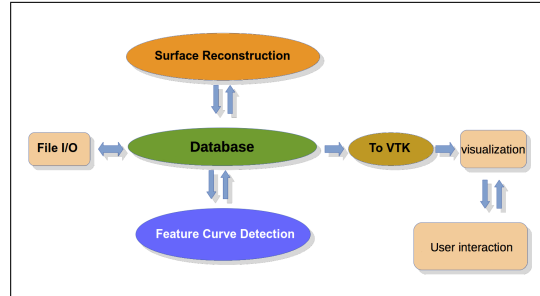 Surface Reconstruction
File I/O
Database
To VTK
visualization
Feature Curve Detection
User interaction